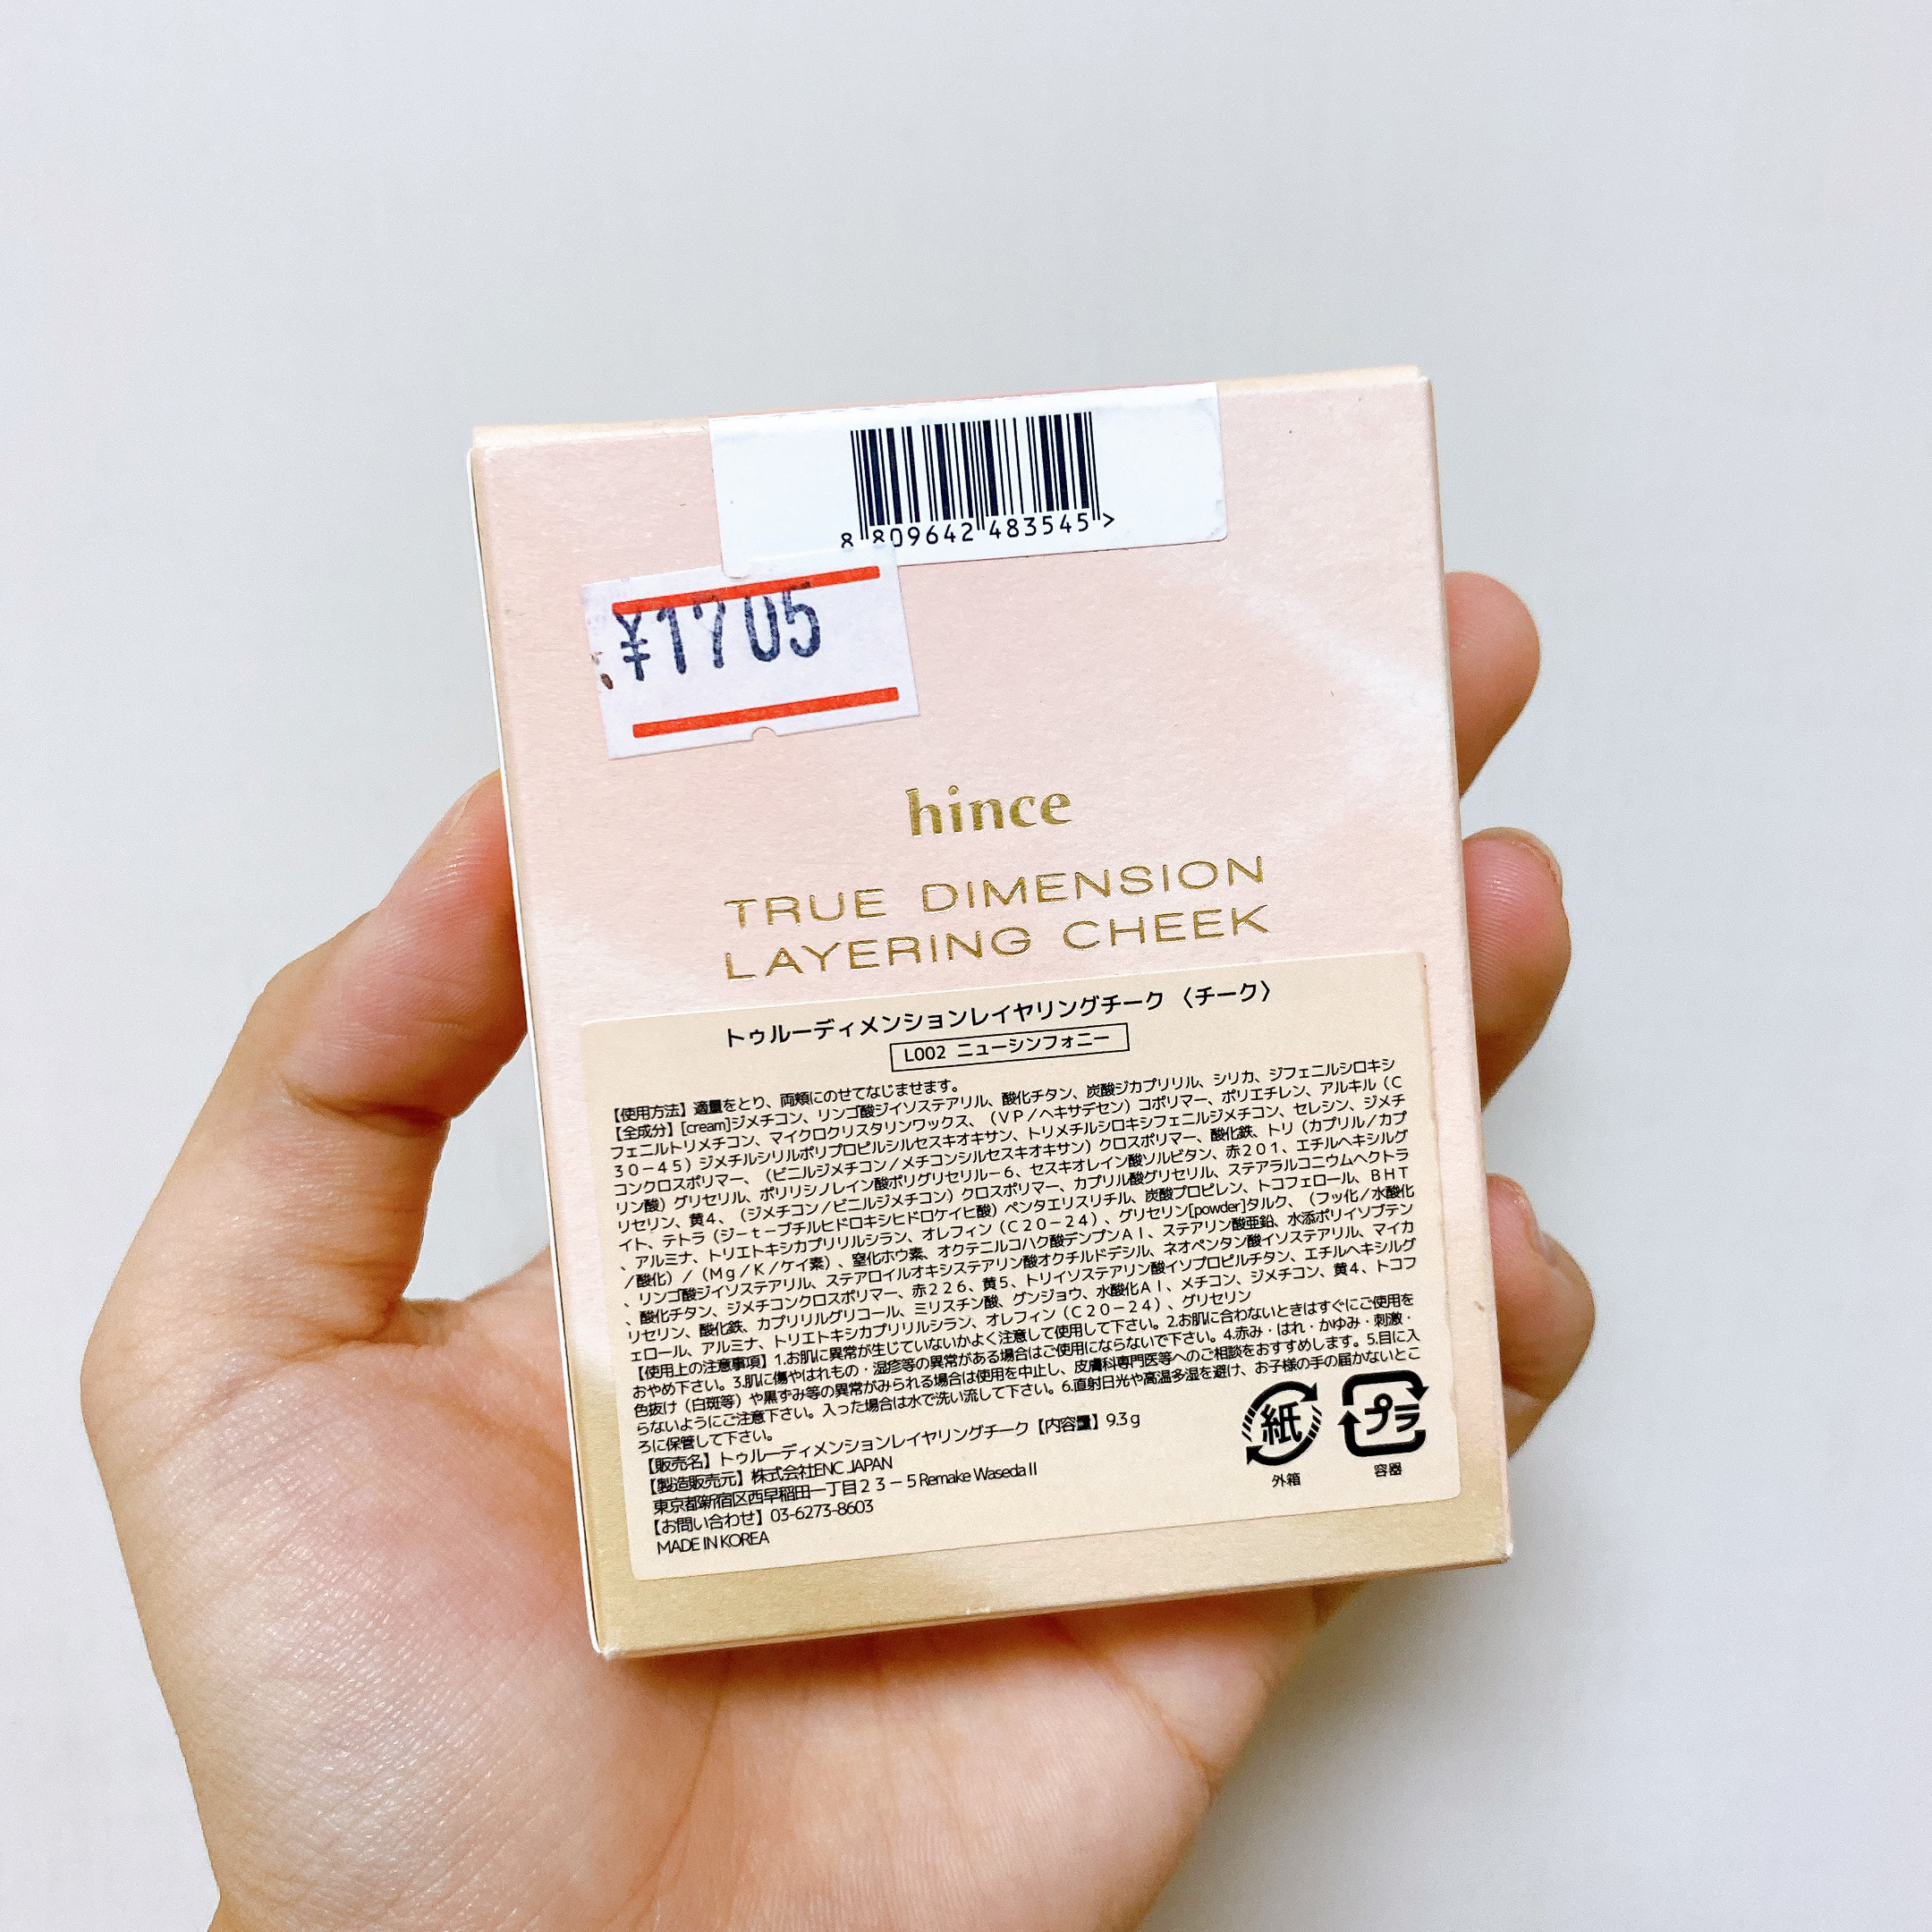 8 809642 483545 >
¥1705
hince
TRUE DIMENSION
LAYERING CHEEK
トゥルーディメンションレイヤリングチーク 〈チーク〉
L002 ニューシンフォニー
【使用方法】適量をとり、両頬にのせてなじませます。
【全成分】[cream]ジメチコン、リンゴ酸ジイソステアリル、酸化チタン、炭酸ジカプリリル、シリカ、ジフェニルシロキシ
フェニルトリメチコン、マイクロクリスタリンワックス、（ＶＰ／ヘキサデセン）コポリマー、ポリエチレン、アルキル（Ｃ
３０－４５）ジメチルシリルポリプロピルシルセスキオキサン、トリメチルシロキシフェニルジメチコン、セレシン、ジメチ
コンクロスポリマー、（ビニルジメチコン／メチコンシルセスキオキサン）クロスポリマー、酸化鉄、トリ（カプリル／カプ
リン酸）グリセリル、ポリリシノレイン酸ポリグリセリル－６、セスキオレイン酸ソルビタン、赤２０１、エチルヘキシルグ
リセリン、黄４、（ジメチコン／ビニルジメチコン）クロスポリマー、カプリル酸グリセリル、ステアラルコニウムヘクトラ
イト、テトラ（ジ－ｔ－ブチルヒドロキシヒドロケイヒ酸）ペンタエリスリチル、炭酸プロピレン、トコフェロール、ＢＨＴ
、アルミナ、トリエトキシカプリリルシラン、オレフィン（Ｃ２０－２４）、グリセリン[powder]タルク、（フッ化／水酸化
／酸化）／（Ｍｇ／Ｋ／ケイ素）、窒化ホウ素、オクテニルコハク酸デンプンＡｌ、ステアリン酸亜鉛、水添ポリイソブテン
、リンゴ酸ジイソステアリル、ステアロイルオキシステアリン酸オクチルドデシル、ネオペンタン酸イソステアリル、マイカ
、酸化チタン、ジメチコンクロスポリマー、赤２２６、黄５、トリイソステアリン酸イソプロピルチタン、エチルヘキシルグ
リセリン、酸化鉄、カプリリルグリコール、ミリスチン酸、グンジョウ、水酸化Ａｌ、メチコン、ジメチコン、黄４、トコフ
ェロール、アルミナ、トリエトキシカプリリルシラン、オレフィン（Ｃ２０－２４）、グリセリン
【使用上の注意事項】1.お肌に異常が生じていないかよく注意して使用して下さい。2.お肌に合わないときはすぐにご使用を
おやめ下さい。3.肌に傷やはれもの・湿疹等の異常がある場合はご使用にならないで下さい。4.赤み・はれ・かゆみ・刺激・
色抜け（白斑等）や黒ずみ等の異常がみられる場合は使用を中止し、皮膚科専門医等へのご相談をおすすめします。5.目に入
らないようにご注意下さい。入った場合は水で洗い流して下さい。6.直射日光や高温多湿を避け、お子様の手の届かないとこ
ろに保管して下さい。
【販売名】トゥルーディメンションレイヤリングチーク【内容量】9.3ｇ
【製造販売元】株式会社ENC JAPAN
東京都新宿区西早稲田一丁目２３－５Remake Waseda II
【お問い合わせ】03-6273-8603
MADE IN KOREA
紙
外箱
プラ
容器